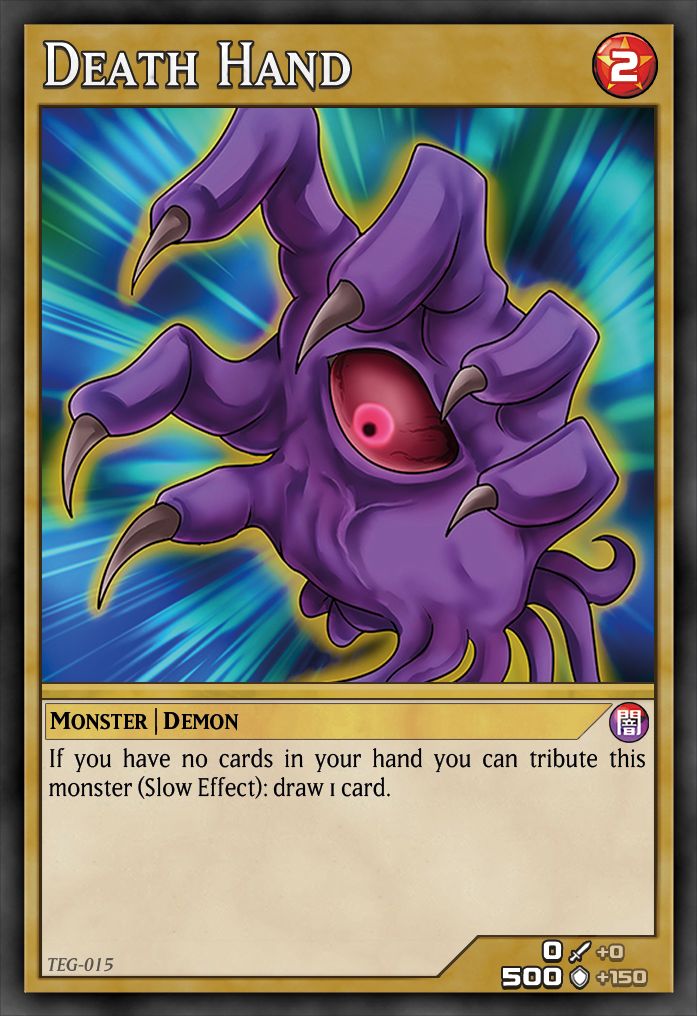 DEATH HAND
2
MONSTER | DEMON
闇
If you have no cards in your hand you can tribute this
monster (Slow Effect): draw 1 card.
0 +0
TEG-015
500 +150